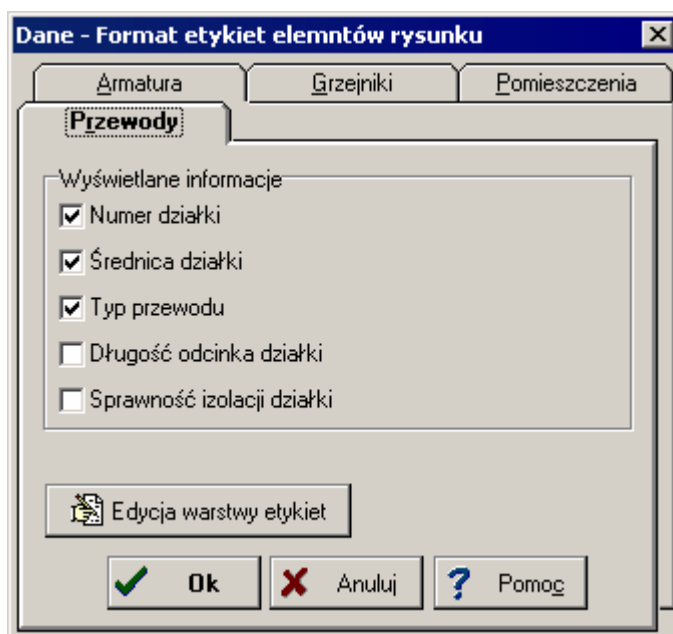 Dane - Format etykiet elemntów rysunku
Armatura Grzejniki Pomieszczenia
Przewody
Wyświetlane informacje
Numer działki
Średnica działki
Typ przewodu
Długość odcinka działki
Sprawność izolacji działki
Edycja warstwy etykiet
Ok Anuluj Pomoc